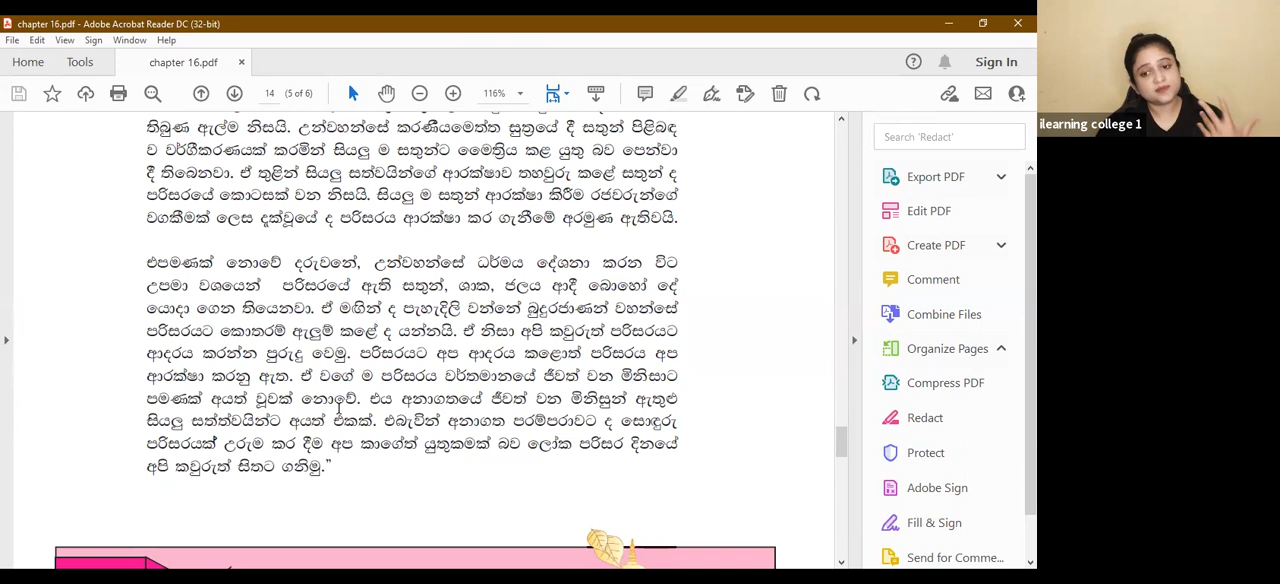 chapter 16.pdf - Adobe Acrobat Reader DC (32-bit)
File Edit View Sign Window Help
Home Tools chapter 16.pdf × Sign In
14 (5 of 6) 116%
තිබුණ ඇල්ම නිසයි. උන්වහන්සේ කරණීයමෙත්ත සූත්‍රයේ දී සතුන් පිළිබඳ
ව වර්ගීකරණයක් කරමින් සියලු ම සතුන්ට මෛත්‍රිය කළ යුතු බව පෙන්වා
දී තිබෙනවා. ඒ තුළින් සියලු සත්වයින්ගේ ආරක්ෂාව තහවුරු කළේ සතුන් ද
පරිසරයේ කොටසක් වන නිසයි. සියලු ම සතුන් ආරක්ෂා කිරීම රජවරුන්ගේ
වගකීමක් ලෙස දැක්වූයේ ද පරිසරය ආරක්ෂා කර ගැනීමේ අරමුණ ඇතිවයි.
එපමණක් නොවේ දරුවනේ, උන්වහන්සේ ධර්මය දේශනා කරන විට
උපමා වශයෙන් පරිසරයේ ඇති සතුන්, ශාක, ජලය ආදී බොහෝ දේ
යොදා ගෙන තියෙනවා. ඒ මඟින් ද පැහැදිලි වන්නේ බුදුරජාණන් වහන්සේ
පරිසරයට කොතරම් ඇලුම් කළේ ද යන්නයි. ඒ නිසා අපි කවුරුත් පරිසරයට
ආදරය කරන්න පුරුදු වෙමු. පරිසරයට අප ආදරය කළොත් පරිසරය අප
ආරක්ෂා කරනු ඇත. ඒ වගේ ම පරිසරය වර්තමානයේ ජීවත් වන මිනිසාට
පමණක් අයත් වූවක් නොවේ. එය අනාගතයේ ජීවත් වන මිනිසුන් ඇතුළු
සියලු සත්ත්වයින්ට අයත් එකක්. එබැවින් අනාගත පරම්පරාවට ද සොඳුරු
පරිසරයක් උරුම කර දීම අප කාගේත් යුතුකමක් බව ලෝක පරිසර දිනයේ
අපි කවුරුත් සිතට ගනිමු.”
Search 'Redact'
Export PDF
Edit PDF
Create PDF
Comment
Combine Files
Organize Pages
Compress PDF
Redact
Protect
Adobe Sign
Fill & Sign
Send for Comme...
ilearning college 1